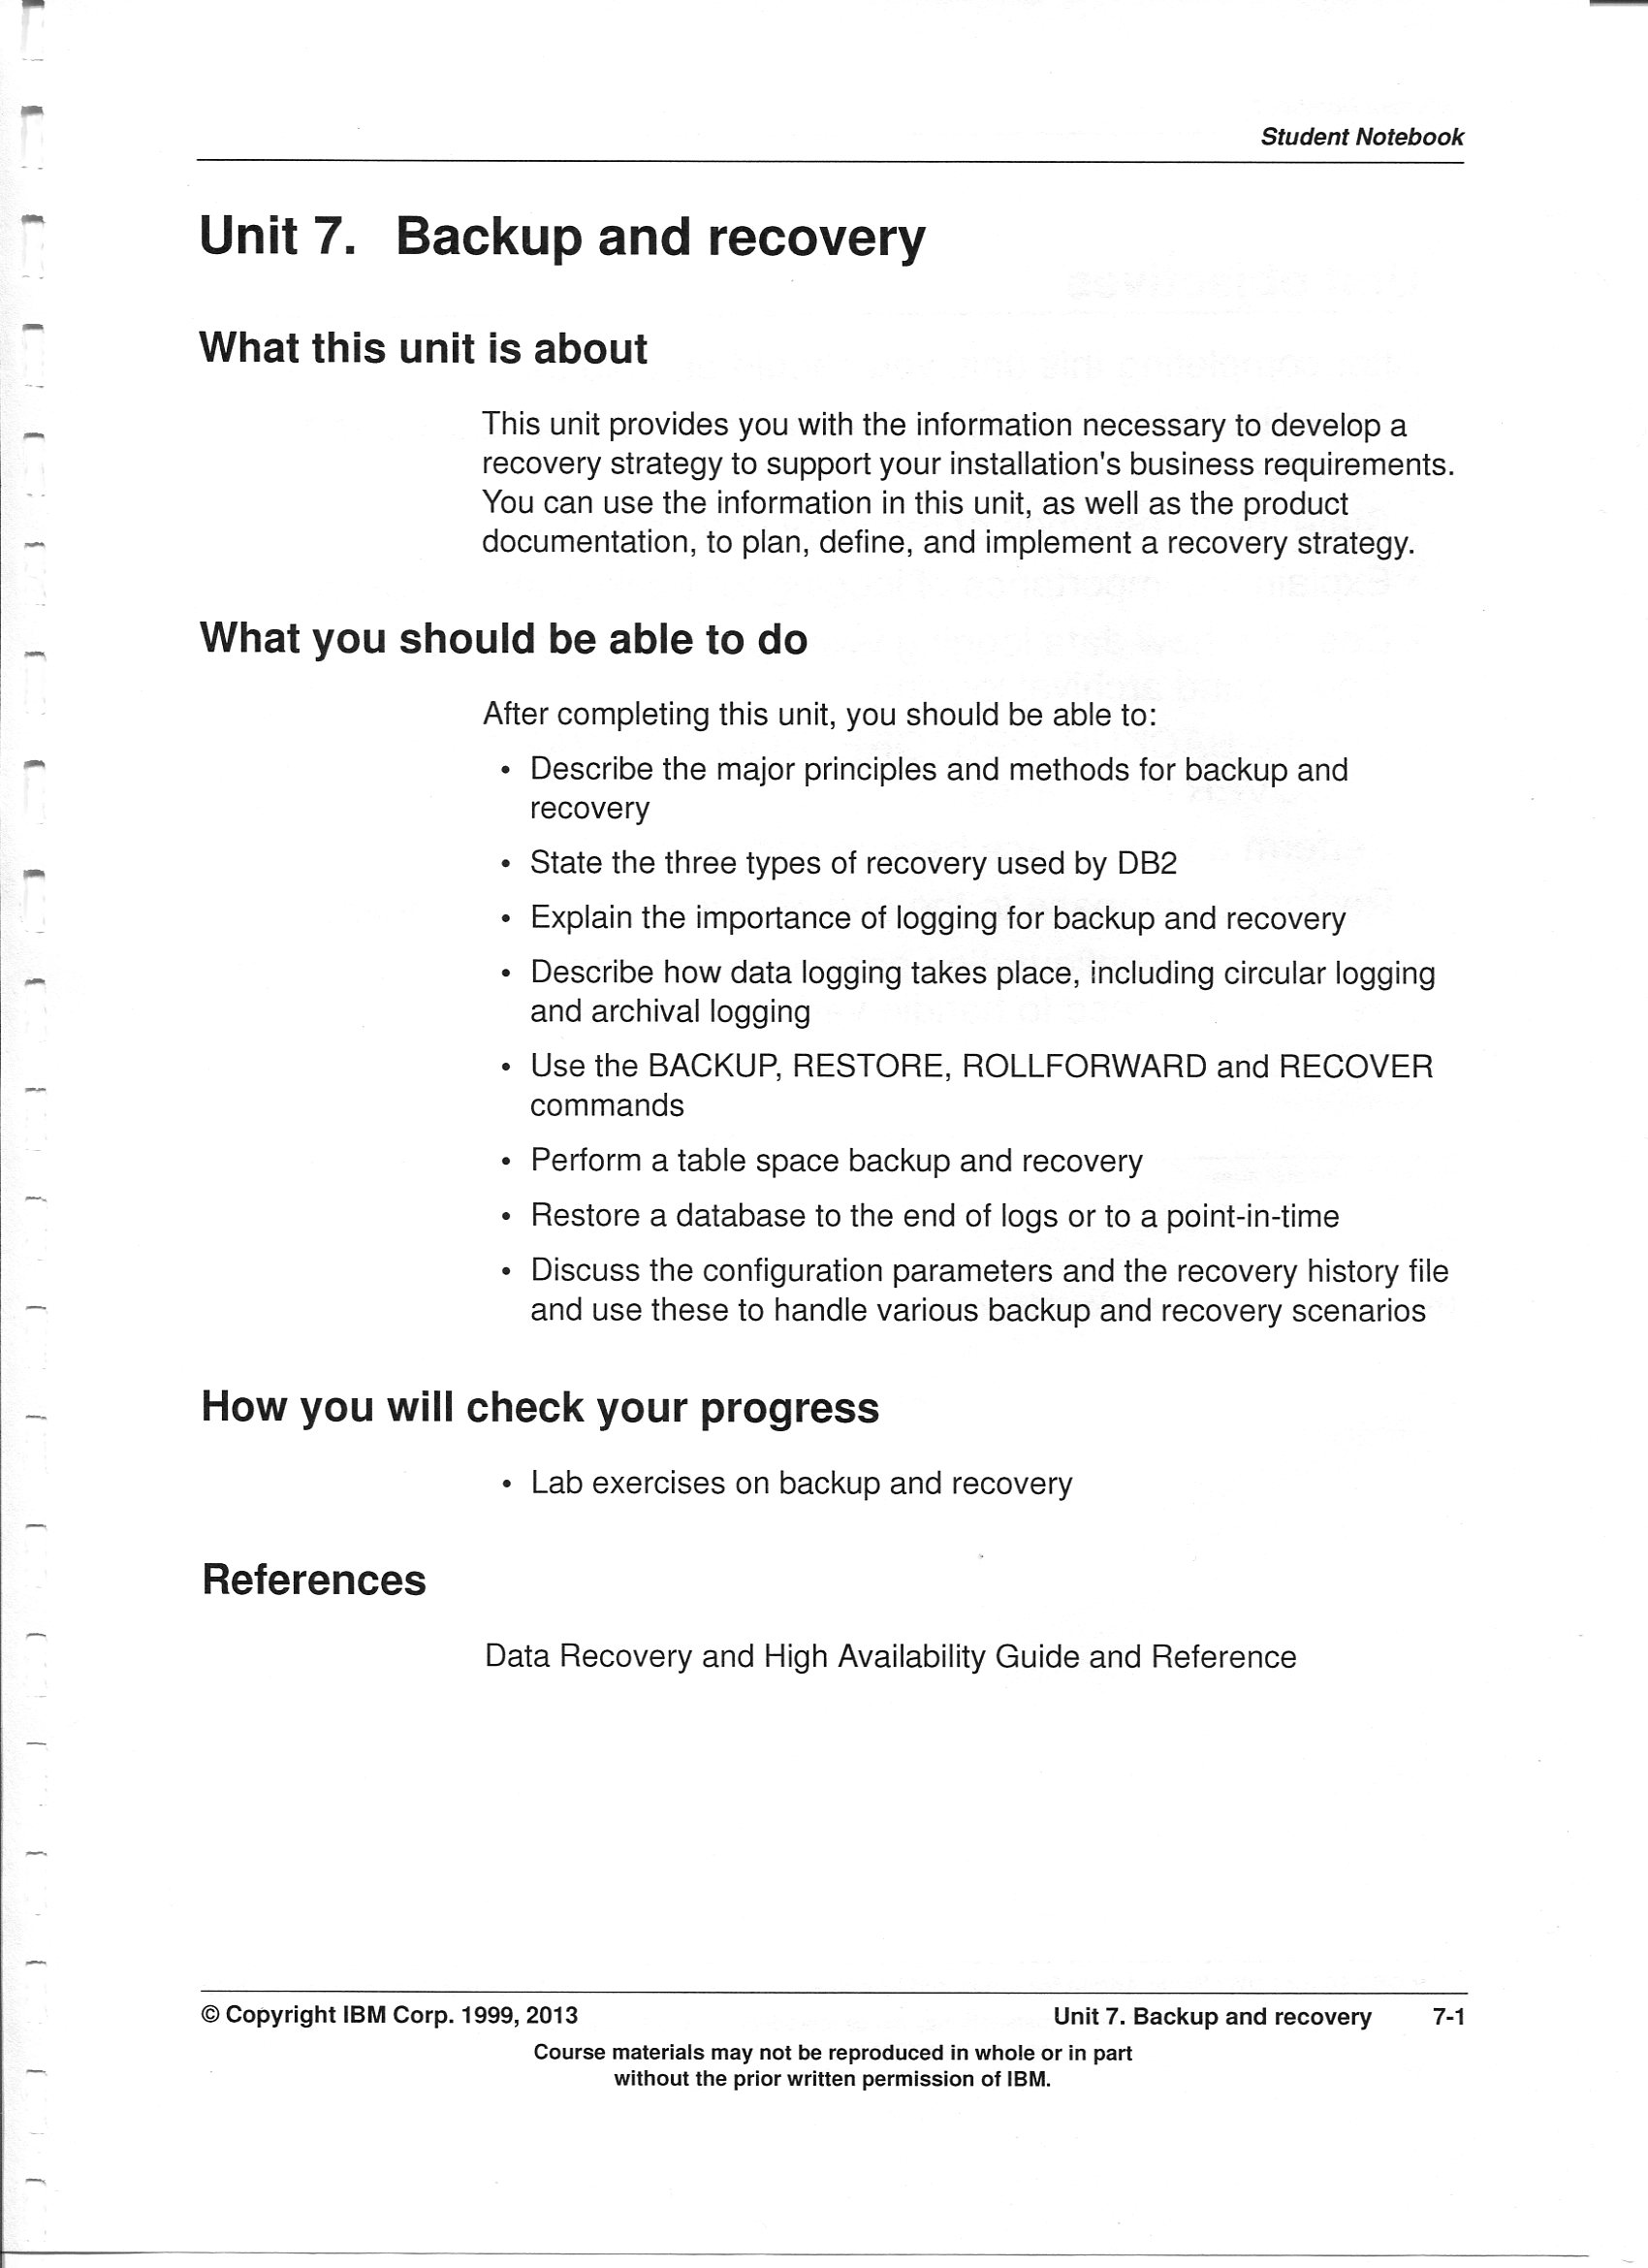 Student Notebook
Unit 7. Backup and recovery
What this unit is about
This unit provides you with the information necessary to develop a
recovery strategy to support your installation's business requirements.
You can use the information in this unit, as well as the product
documentation, to plan, define, and implement a recovery strategy.
What you should be able to do
After completing this unit, you should be able to:
• Describe the major principles and methods for backup and
recovery
• State the three types of recovery used by DB2
• Explain the importance of logging for backup and recovery
• Describe how data logging takes place, including circular logging
and archival logging
• Use the BACKUP, RESTORE, ROLLFORWARD and RECOVER
commands
• Perform a table space backup and recovery
• Restore a database to the end of logs or to a point-in-time
• Discuss the configuration parameters and the recovery history file
and use these to handle various backup and recovery scenarios
How you will check your progress
• Lab exercises on backup and recovery
References
Data Recovery and High Availability Guide and Reference
© Copyright IBM Corp. 1999, 2013 Unit 7. Backup and recovery 7-1
Course materials may not be reproduced in whole or in part
without the prior written permission of IBM.